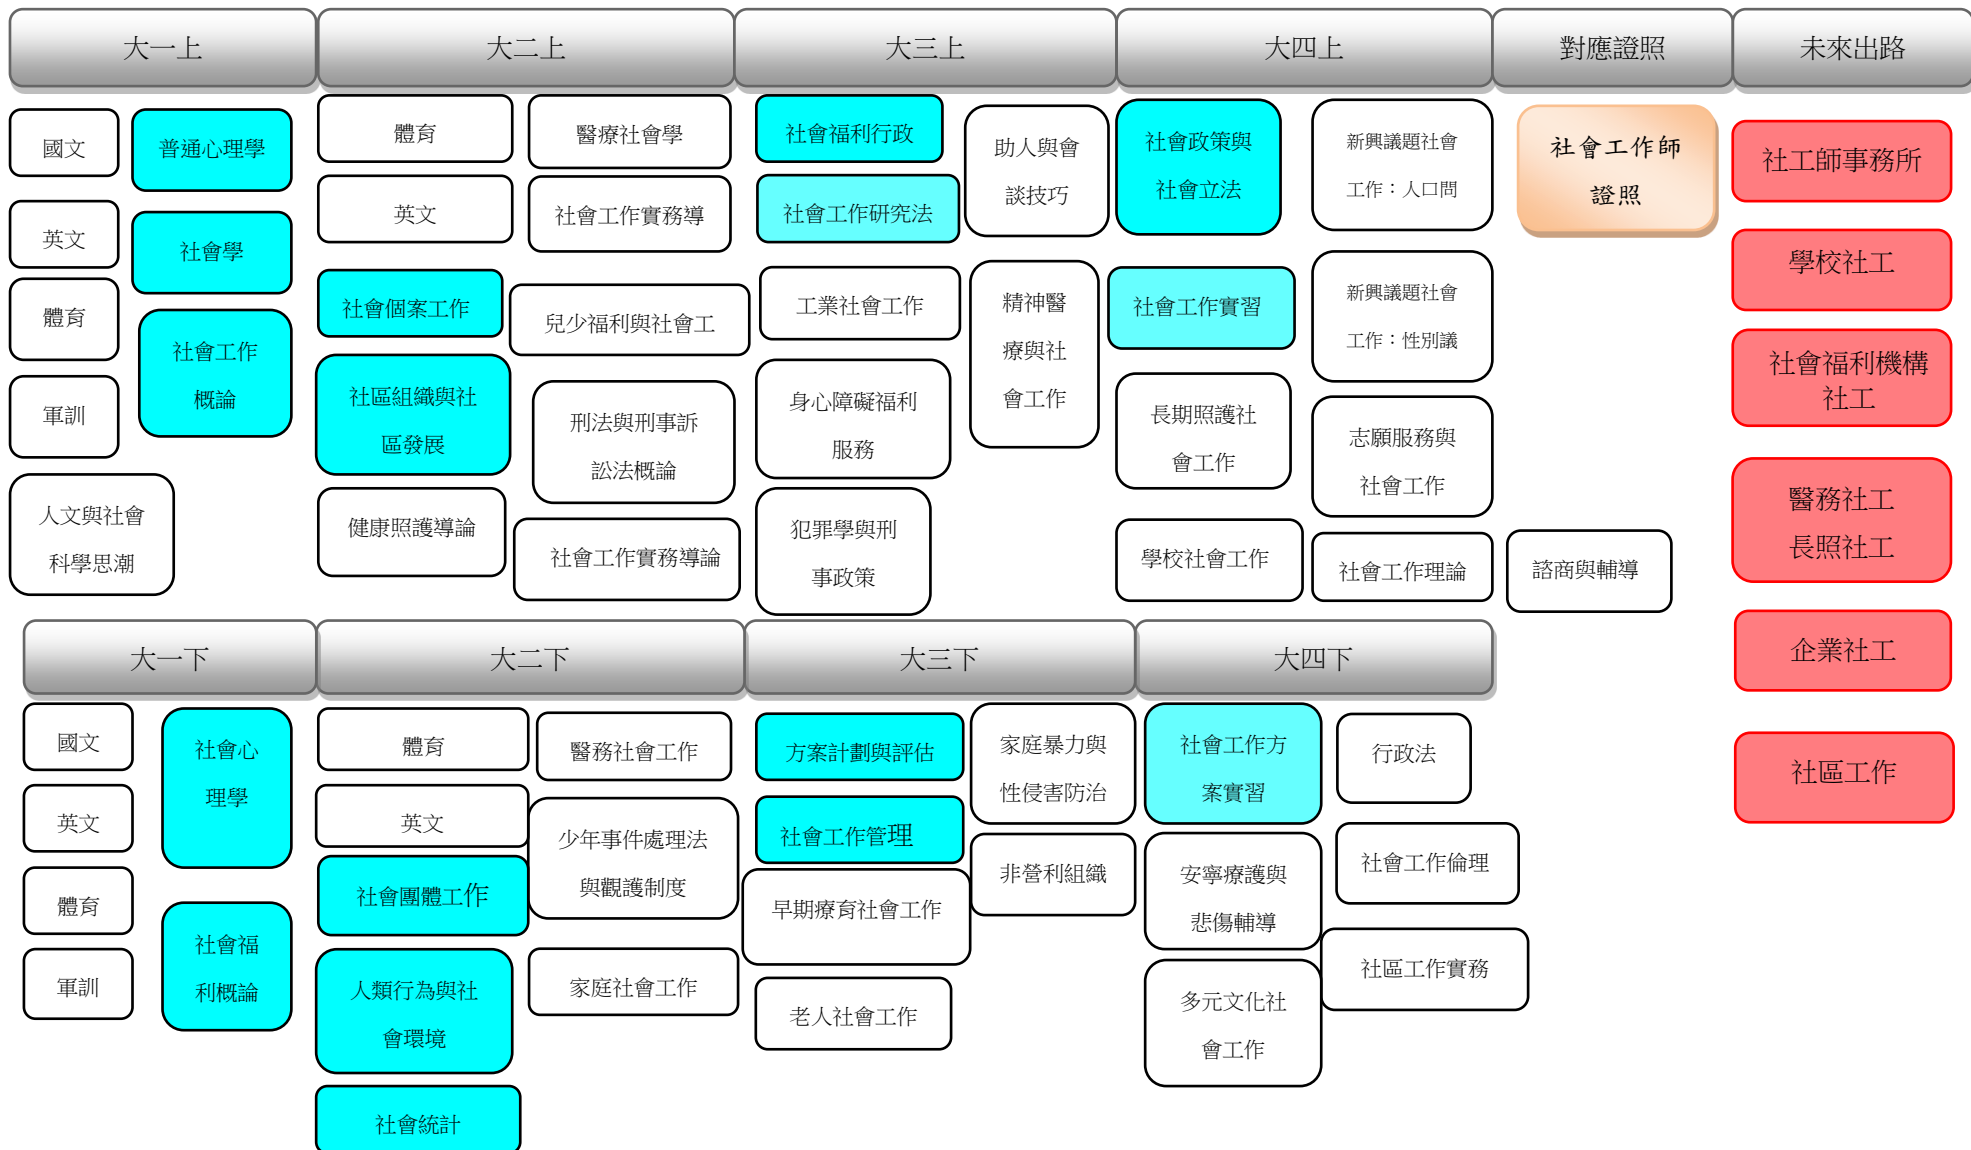 大一上
大二上
大三上
大四上
對應證照
未來出路
國文
普通心理學
英文
社會學
體育
社會工作
概論
軍訓
人文與社會
科學思潮
體育
醫療社會學
英文
社會工作實務導
社會個案工作
兒少福利與社會工
社區組織與社
區發展
刑法與刑事訴
訟法概論
健康照護導論
社會工作實務導論
社會福利行政
助人與會
談技巧
社會工作研究法
工業社會工作
精神醫
療與社
會工作
身心障礙福利
服務
犯罪學與刑
事政策
社會政策與
社會立法
新興議題社會
工作：人口問
社會工作實習
新興議題社會
工作：性別議
長期照護社
會工作
志願服務與
社會工作
學校社會工作
社會工作理論
社會工作師
證照
諮商與輔導
社工師事務所
學校社工
社會福利機構
社工
醫務社工
長照社工
企業社工
社區工作
大一下
大二下
大三下
大四下
國文
社會心
理學
英文
體育
社會福
利概論
軍訓
體育
醫務社會工作
英文
少年事件處理法
與觀護制度
社會團體工作
人類行為與社
會環境
家庭社會工作
社會統計
方案計劃與評估
家庭暴力與
性侵害防治
社會工作管理
非營利組織
早期療育社會工作
老人社會工作
社會工作方
案實習
行政法
安寧療護與
悲傷輔導
社會工作倫理
社區工作實務
多元文化社
會工作